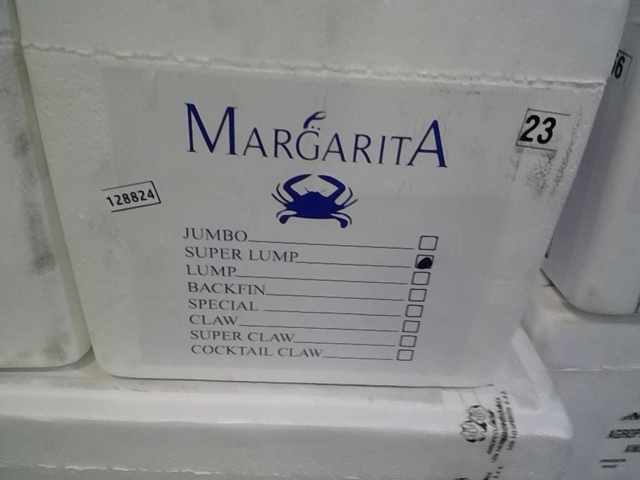 MARGARITA
23
128824
JUMBO
SUPER LUMP
LUMP
BACKFIN
SPECIAL
CLAW
SUPER CLAW
COCKTAIL CLAW